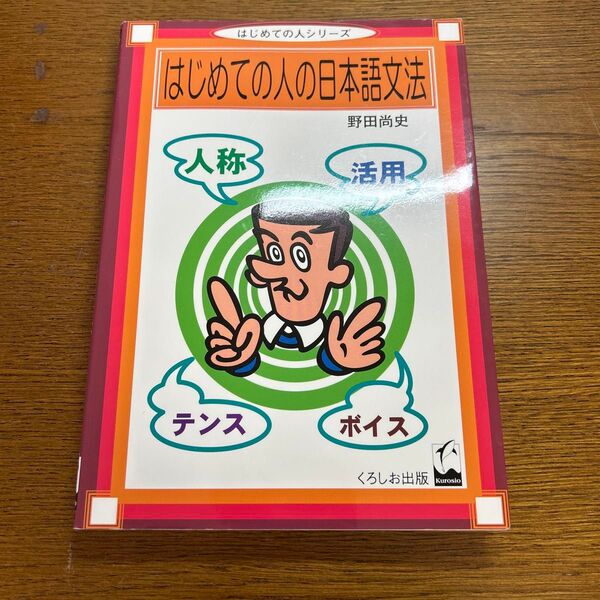 はじめての人シリーズ
はじめての人の日本語文法
野田尚史
人称
活用
テンス
ボイス
くろしお出版
Kurosio